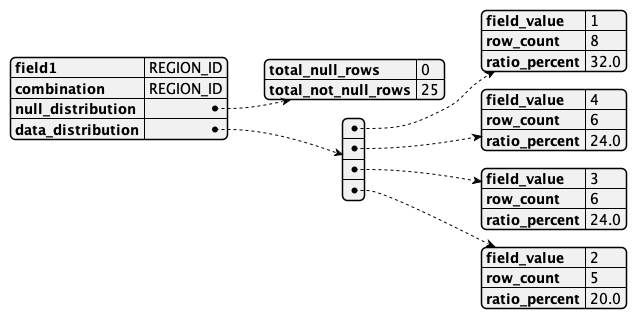 field1 REGION_ID
combination REGION_ID
null_distribution
data_distribution
total_null_rows 0
total_not_null_rows 25
field_value 1
row_count 8
ratio_percent 32.0
field_value 4
row_count 6
ratio_percent 24.0
field_value 3
row_count 6
ratio_percent 24.0
field_value 2
row_count 5
ratio_percent 20.0